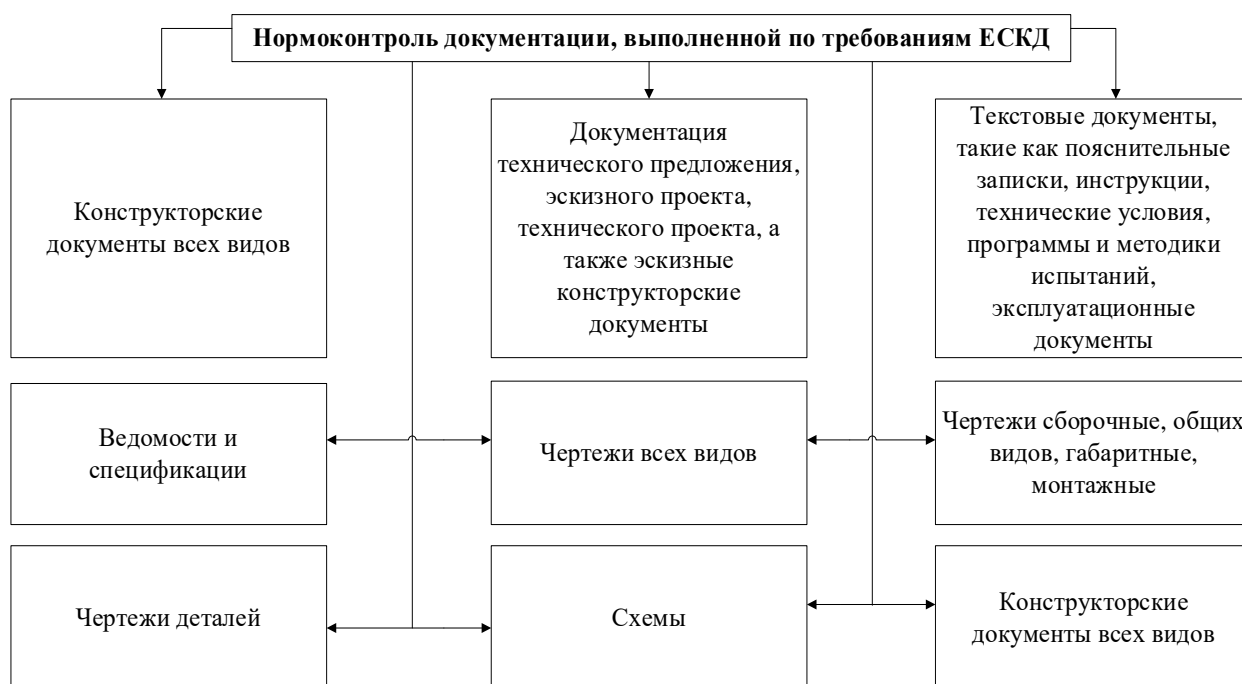 Нормоконтроль документации, выполненной по требованиям ЕСКД
Конструкторские
документы всех видов
Документация
технического предложения,
эскизного проекта,
технического проекта, а
также эскизные
конструкторские
документы
Текстовые документы,
такие как пояснительные
записки, инструкции,
технические условия,
программы и методики
испытаний,
эксплуатационные
документы
Ведомости и
спецификации
Чертежи всех видов
Чертежи сборочные, общих
видов, габаритные,
монтажные
Чертежи деталей
Схемы
Конструкторские
документы всех видов